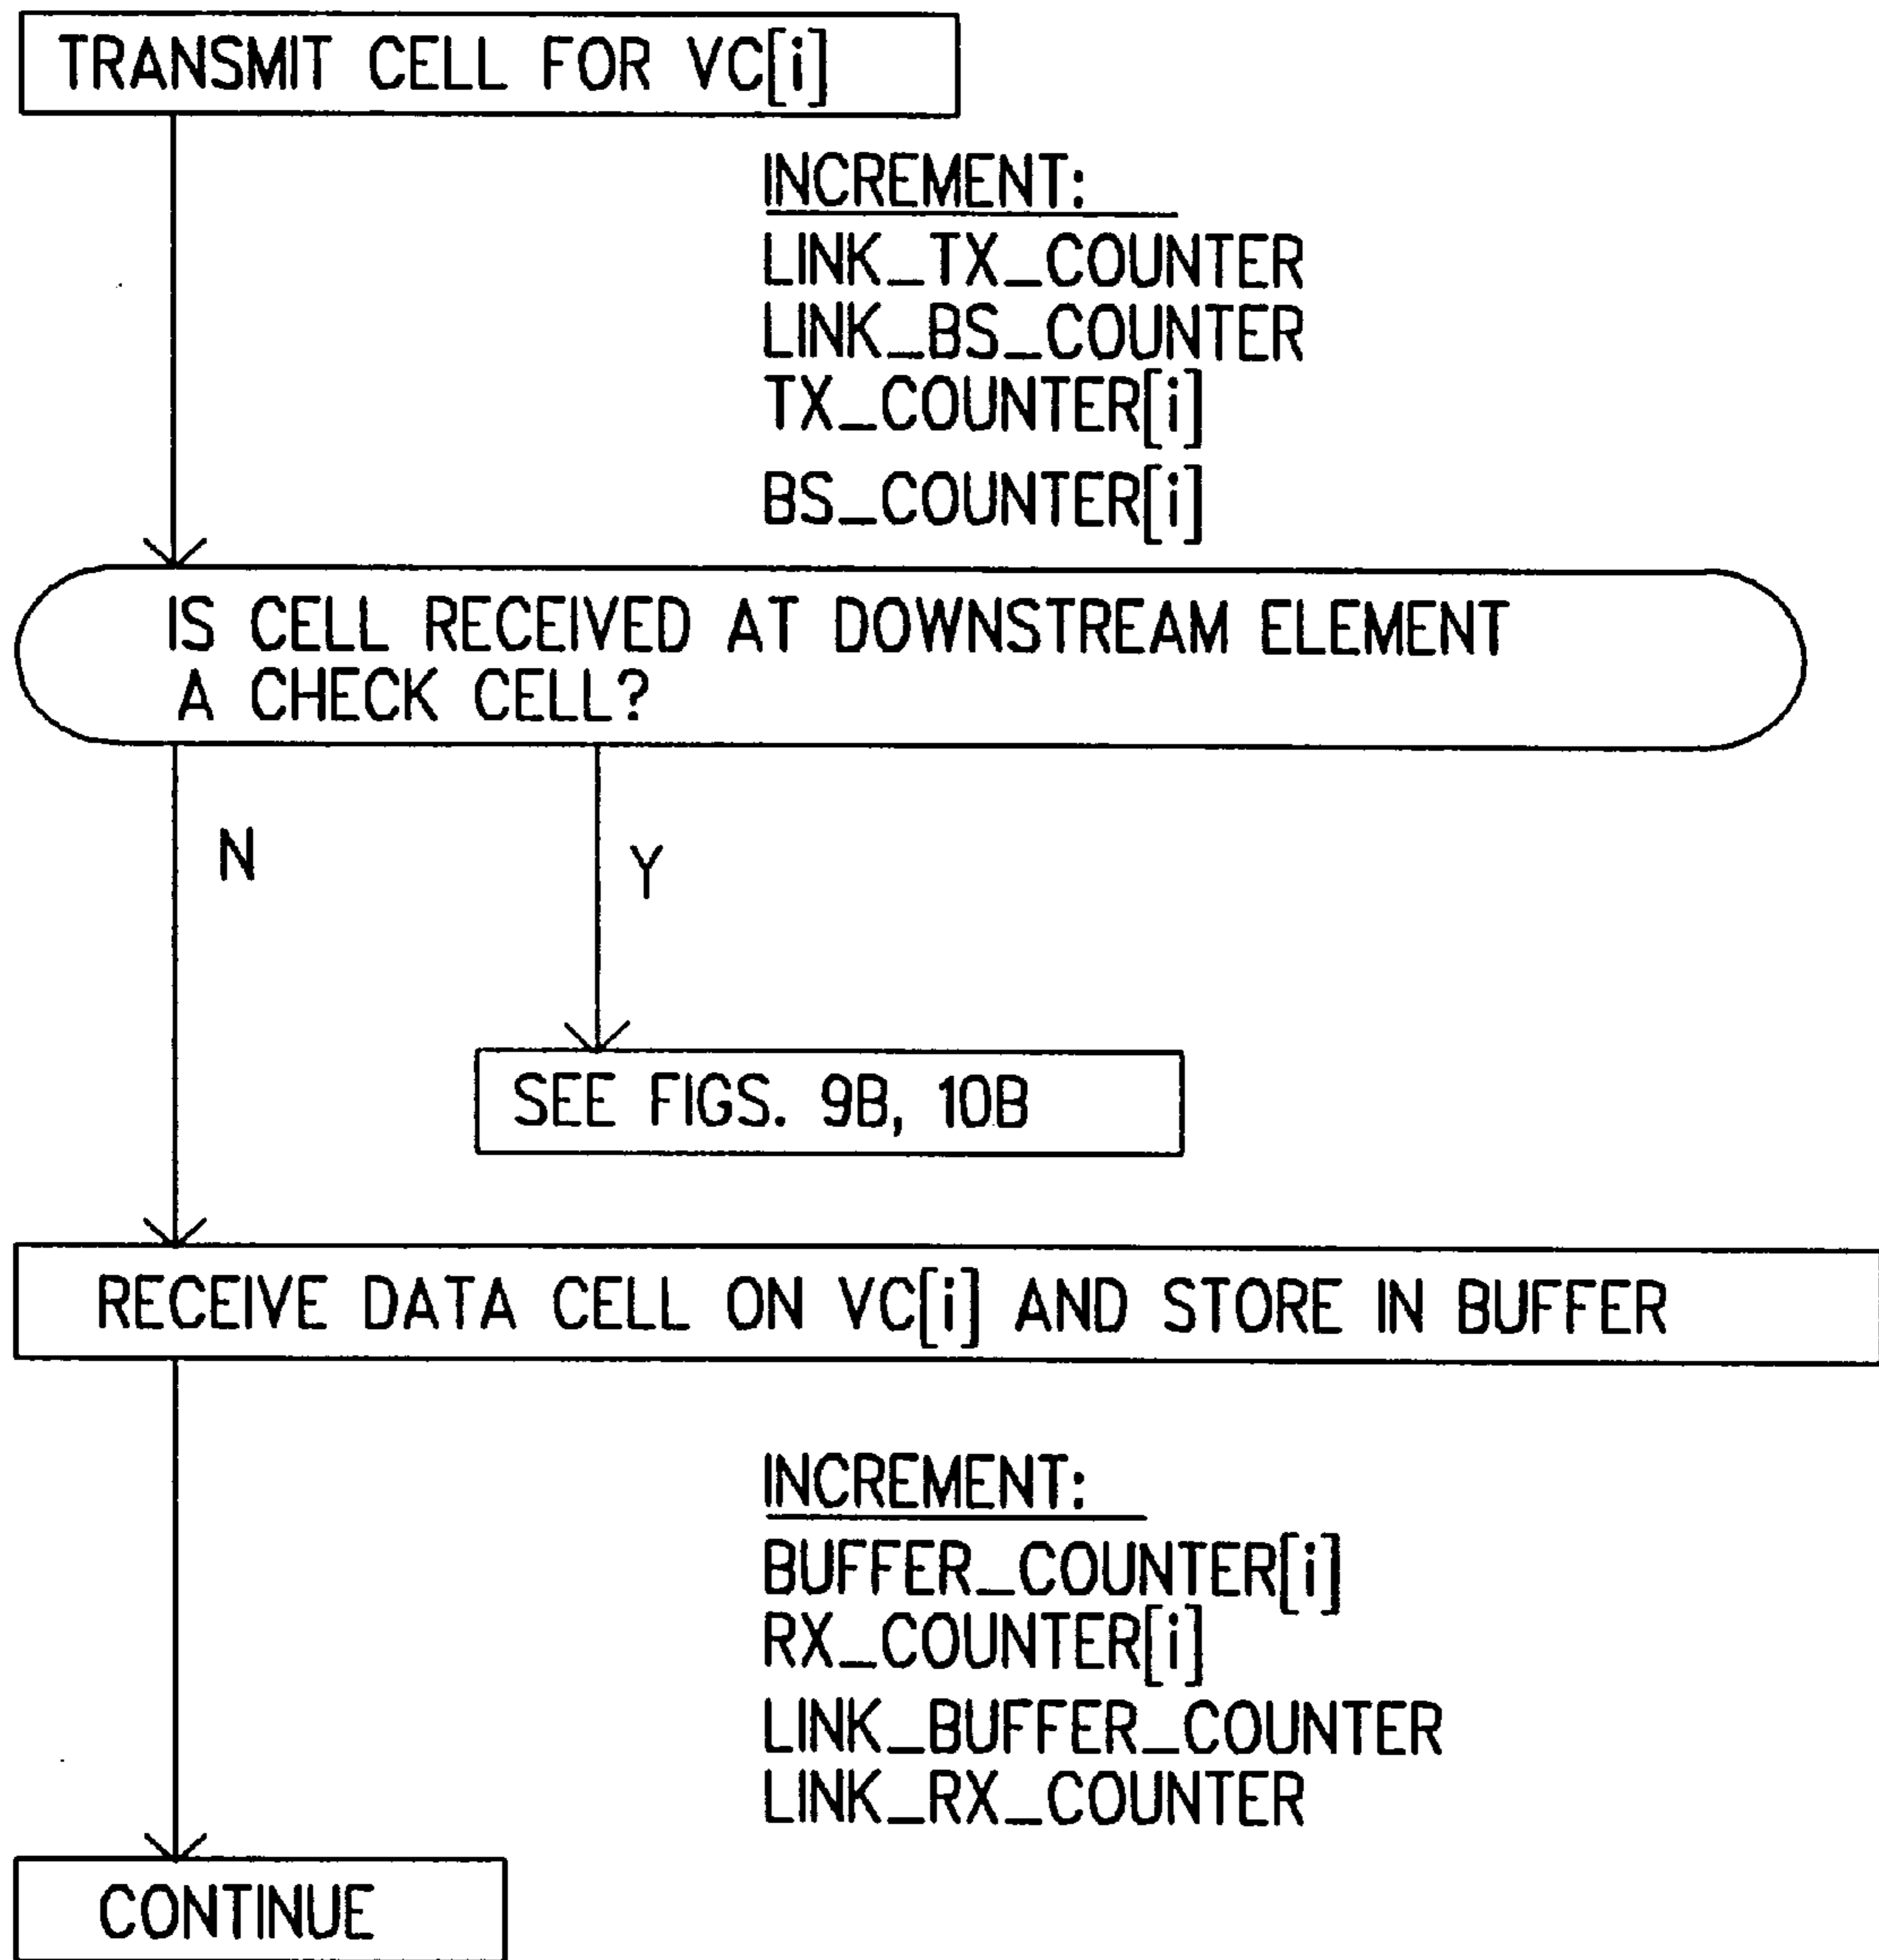 TRANSMIT CELL FOR VC[i]
INCREMENT:
LINK_TX_COUNTER
LINK_BS_COUNTER
TX_COUNTER[i]
BS_COUNTER[i]
IS CELL RECEIVED AT DOWNSTREAM ELEMENT
A CHECK CELL?
N
Y
SEE FIGS. 9B, 10B
RECEIVE DATA CELL ON VC[i] AND STORE IN BUFFER
INCREMENT:
BUFFER_COUNTER[i]
RX_COUNTER[i]
LINK_BUFFER_COUNTER
LINK_RX_COUNTER
CONTINUE